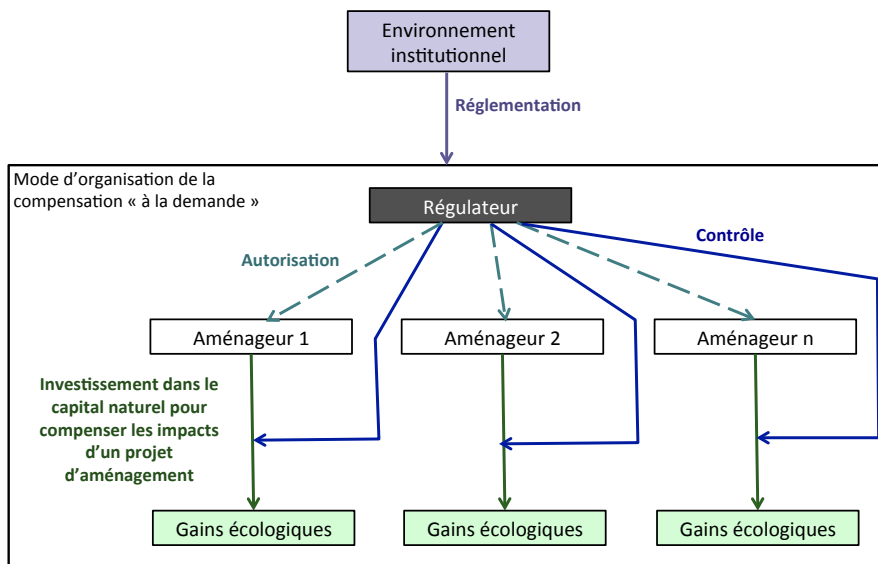 Environnement
institutionnel
Réglementation
Mode d’organisation de la
compensation « à la demande »
Régulateur
Contrôle
Autorisation
Aménageur 1
Aménageur 2
Aménageur n
Investissement dans le
capital naturel pour
compenser les impacts
d’un projet
d’aménagement
Gains écologiques
Gains écologiques
Gains écologiques